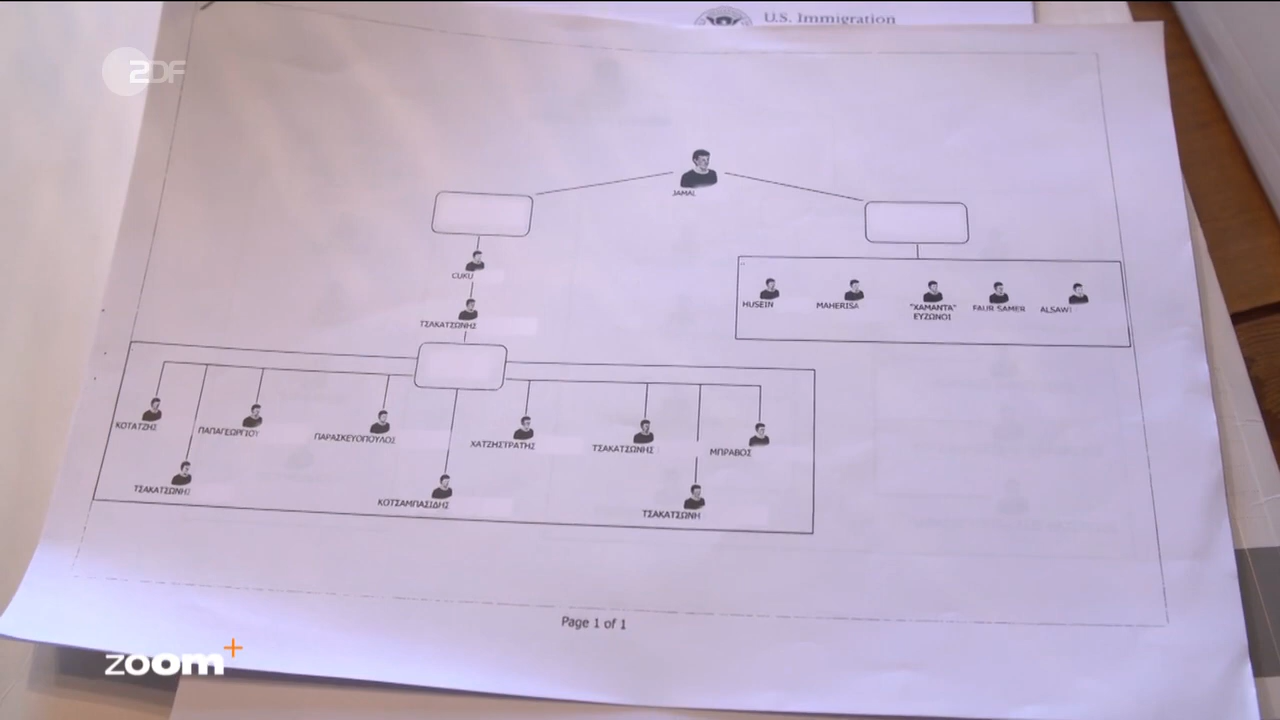 U.S. Immigration
ZDF
JAMAL
CUKU
ΤΣΑΚΑΤΣΩΝΗΣ
HUSEIN
MAHERISA
"ΧΑΜΑΝΤΑ"
ΕΥΖΩΝΟΙ
FAUR SAMER
ALSAWI
ΚΟΤΑΤΖΗΣ
ΠΑΠΑΓΕΩΡΓΙΟΥ
ΠΑΡΑΣΚΕΥΟΠΟΥΛΟΣ
ΧΑΤΖΗΣΤΡΑΤΗΣ
ΤΣΑΚΑΤΣΩΝΗΣ
ΜΠΡΑΒΟΣ
ΤΣΑΚΑΤΣΩΝΗΣ
ΚΟΤΣΑΜΠΑΣΙΔΗΣ
ΤΣΑΚΑΤΣΩΝΗ
Page 1 of 1
zoom+